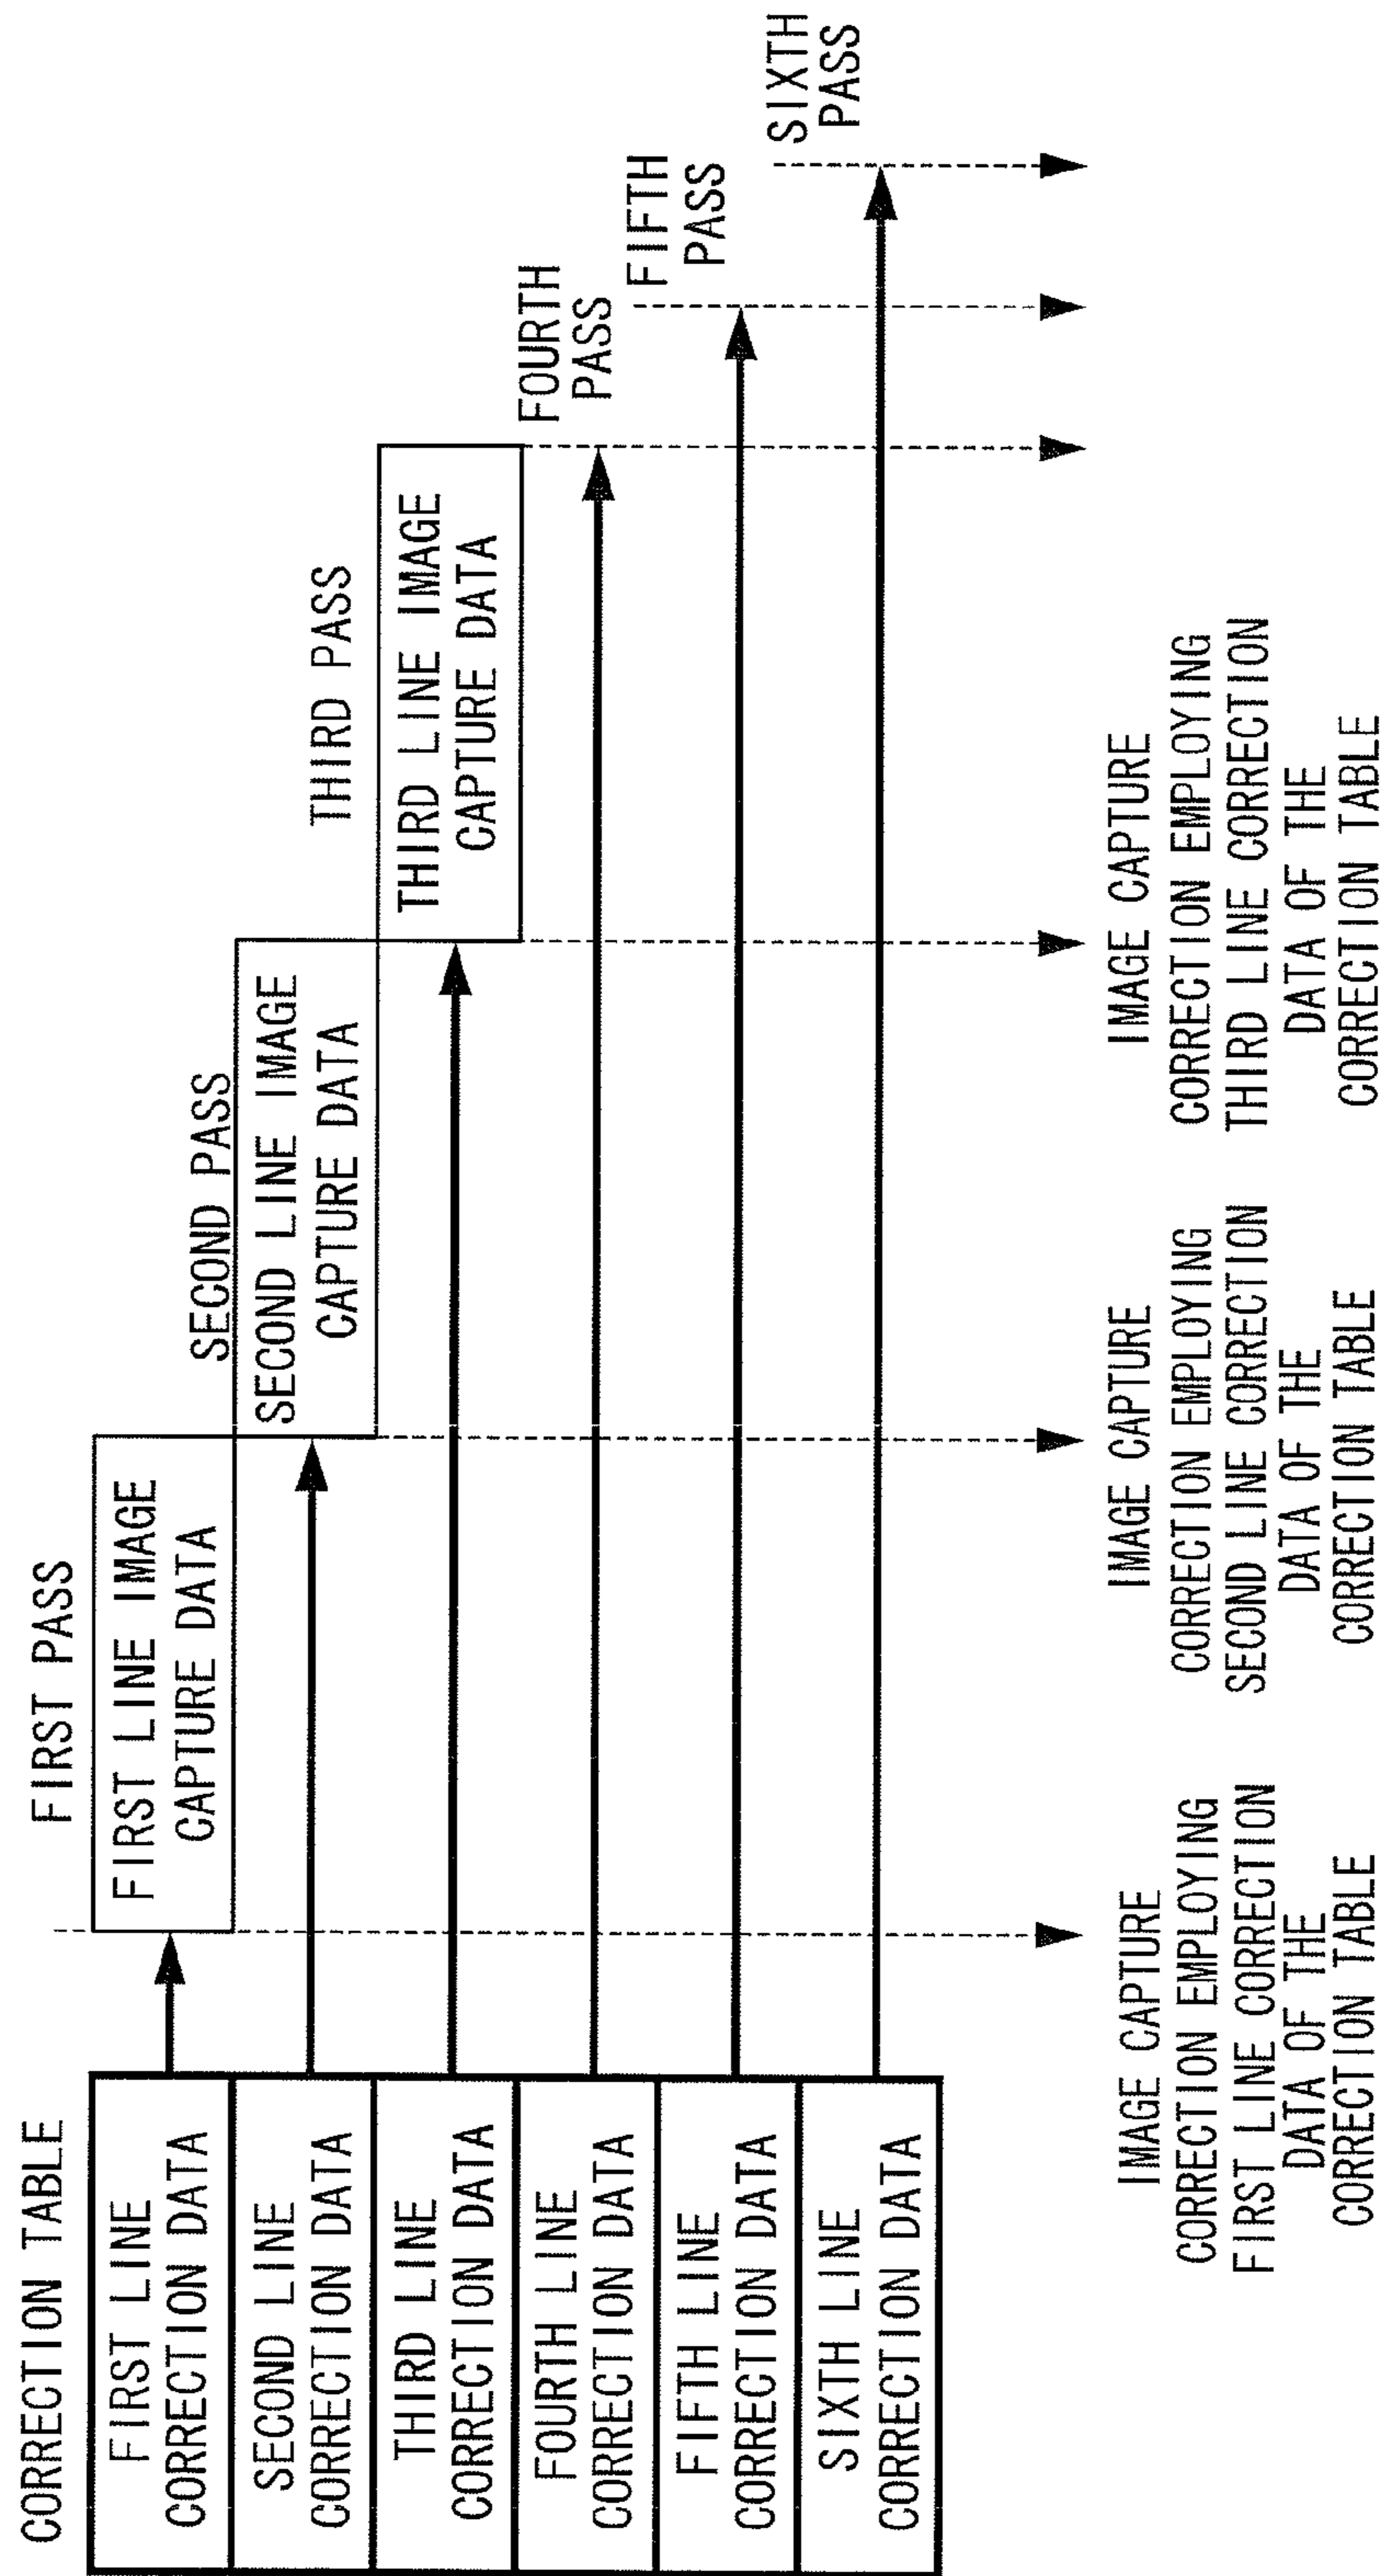 CORRECTION TABLE
FIRST LINE
CORRECTION DATA
SECOND LINE
CORRECTION DATA
THIRD LINE
CORRECTION DATA
FOURTH LINE
CORRECTION DATA
FIFTH LINE
CORRECTION DATA
SIXTH LINE
CORRECTION DATA
FIRST PASS
FIRST LINE IMAGE
CAPTURE DATA
SECOND PASS
SECOND LINE IMAGE
CAPTURE DATA
THIRD PASS
THIRD LINE IMAGE
CAPTURE DATA
FOURTH
PASS
FIFTH
PASS
SIXTH
PASS
IMAGE CAPTURE
CORRECTION EMPLOYING
FIRST LINE CORRECTION
DATA OF THE
CORRECTION TABLE
IMAGE CAPTURE
CORRECTION EMPLOYING
SECOND LINE CORRECTION
DATA OF THE
CORRECTION TABLE
IMAGE CAPTURE
CORRECTION EMPLOYING
THIRD LINE CORRECTION
DATA OF THE
CORRECTION TABLE